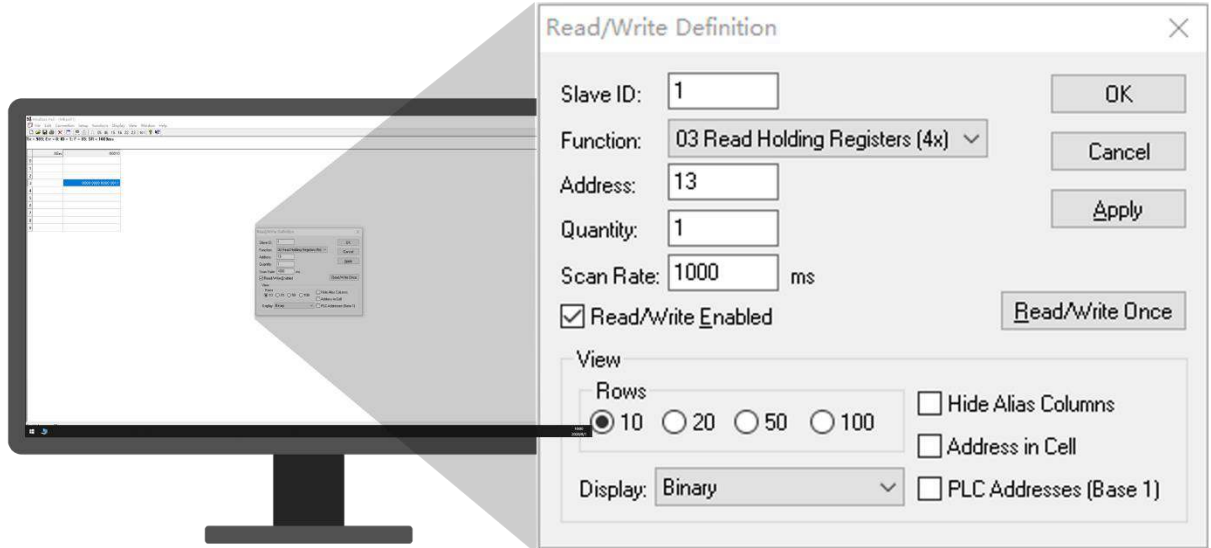 Read/Write Definition
Slave ID: 1
OK
Function: 03 Read Holding Registers (4x)
Cancel
Address: 13
Apply
Quantity: 1
Scan Rate: 1000 ms
Read/Write Enabled
Read/Write Once
View
Rows
10 20 50 100
Hide Alias Columns
Address in Cell
Display: Binary
PLC Addresses (Base 1)